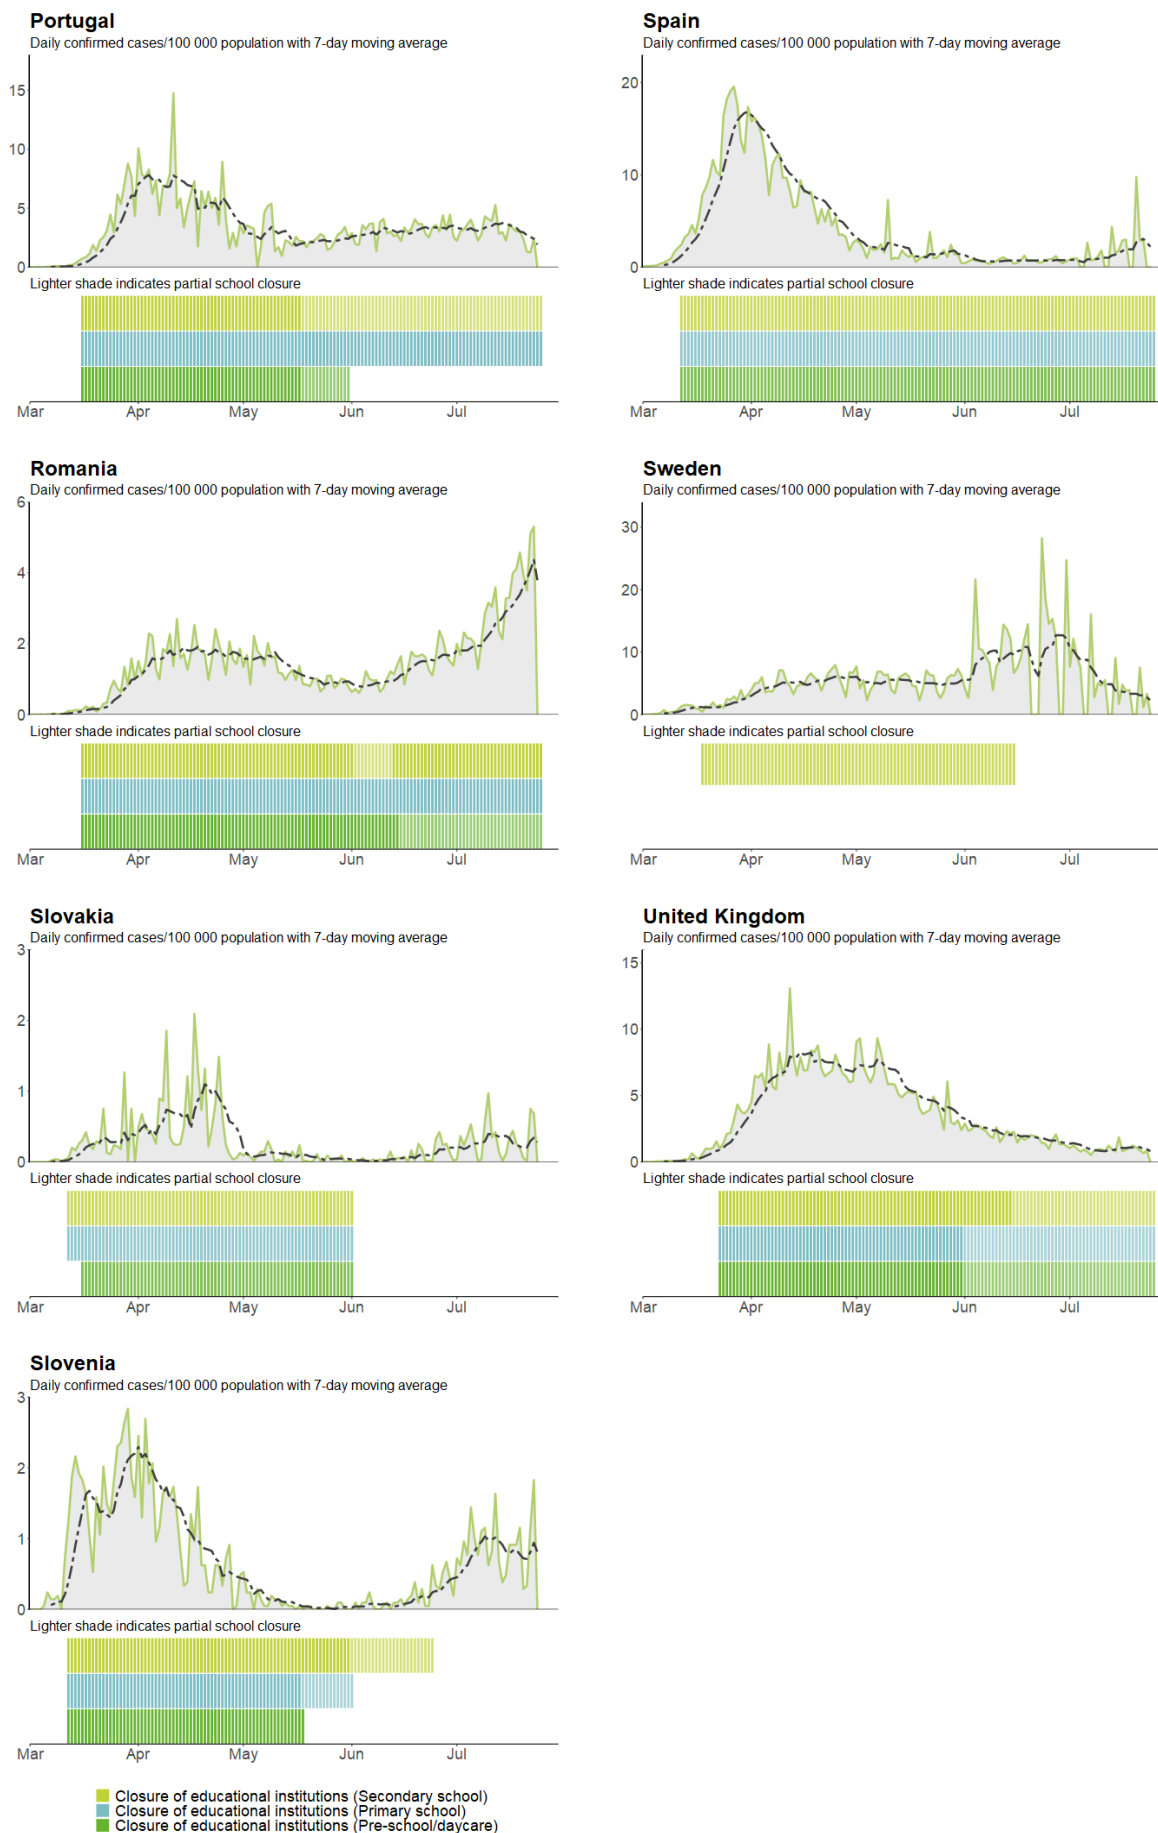 Portugal
Daily confirmed cases/100 000 population with 7-day moving average
15
10
5
0
Lighter shade indicates partial school closure
Mar Apr May Jun Jul
Spain
Daily confirmed cases/100 000 population with 7-day moving average
20
10
0
Lighter shade indicates partial school closure
Mar Apr May Jun Jul
Romania
Daily confirmed cases/100 000 population with 7-day moving average
6
4
2
0
Lighter shade indicates partial school closure
Mar Apr May Jun Jul
Sweden
Daily confirmed cases/100 000 population with 7-day moving average
30
20
10
0
Lighter shade indicates partial school closure
Mar Apr May Jun Jul
Slovakia
Daily confirmed cases/100 000 population with 7-day moving average
3
2
1
0
Lighter shade indicates partial school closure
Mar Apr May Jun Jul
United Kingdom
Daily confirmed cases/100 000 population with 7-day moving average
15
10
5
0
Lighter shade indicates partial school closure
Mar Apr May Jun Jul
Slovenia
Daily confirmed cases/100 000 population with 7-day moving average
3
2
1
0
Lighter shade indicates partial school closure
Mar Apr May Jun Jul
Closure of educational institutions (Secondary school)
Closure of educational institutions (Primary school)
Closure of educational institutions (Pre-school/daycare)